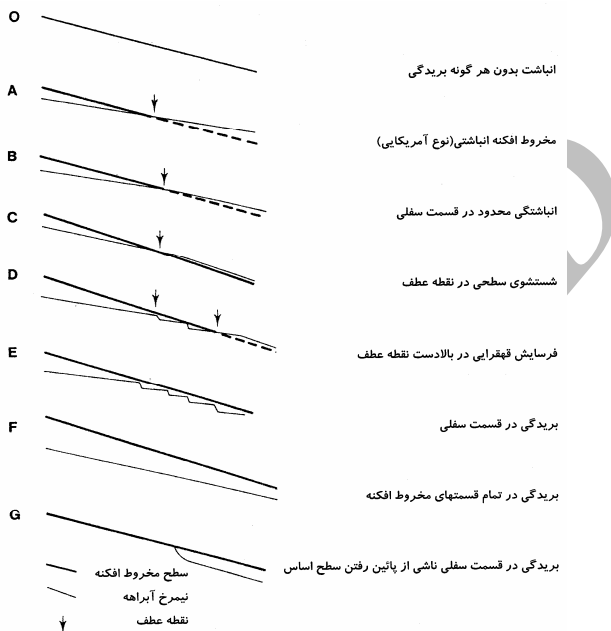 O
انباشت بدون هر گونه بریدگی
A
مخروط افکنه انباشتی(نوع آمریکایی)
B
انباشتگی محدود در قسمت سفلی
C
شستشوی سطحی در نقطه عطف
D
فرسایش قهقرایی در بالادست نقطه عطف
E
بریدگی در قسمت سفلی
F
بریدگی در تمام قسمتهای مخروط افکنه
G
بریدگی در قسمت سفلی ناشی از پائین رفتن سطح اساس
سطح مخروط افکنه
نیمرخ آبراهه
نقطه عطف